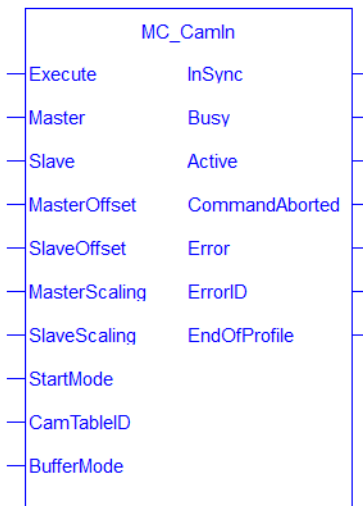 MC_CamIn
Execute InSync
Master Busy
Slave Active
MasterOffset CommandAborted
SlaveOffset Error
MasterScaling ErrorID
SlaveScaling EndOfProfile
StartMode
CamTableID
BufferMode